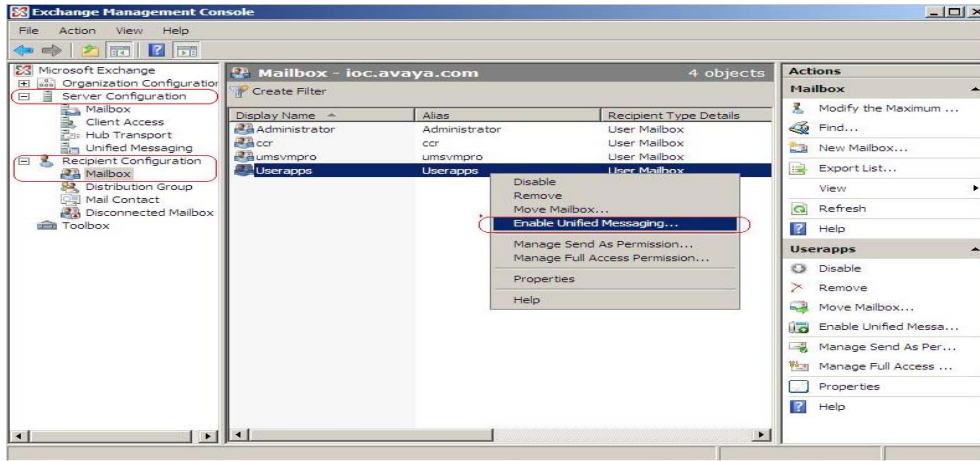 Exchange Management Console
File Action View Help
Microsoft Exchange
Organization Configuration
Server Configuration
Mailbox
Client Access
Hub Transport
Unified Messaging
Recipient Configuration
Mailbox
Distribution Group
Mail Contact
Disconnected Mailbox
Toolbox
Mailbox - ioc.avaya.com 4 objects
Create Filter
Display Name Alias Recipient Type Details
Administrator Administrator User Mailbox
ccr ccr User Mailbox
umsvmpro umsvmpro User Mailbox
Userapps Userapps User Mailbox
Disable
Remove
Move Mailbox...
Enable Unified Messaging...
Manage Send As Permission...
Manage Full Access Permission...
Properties
Help
Actions
Mailbox
Modify the Maximum ...
Find...
New Mailbox...
Export List...
View
Refresh
Help
Userapps
Disable
Remove
Move Mailbox...
Enable Unified Messa...
Manage Send As Per...
Manage Full Access ...
Properties
Help